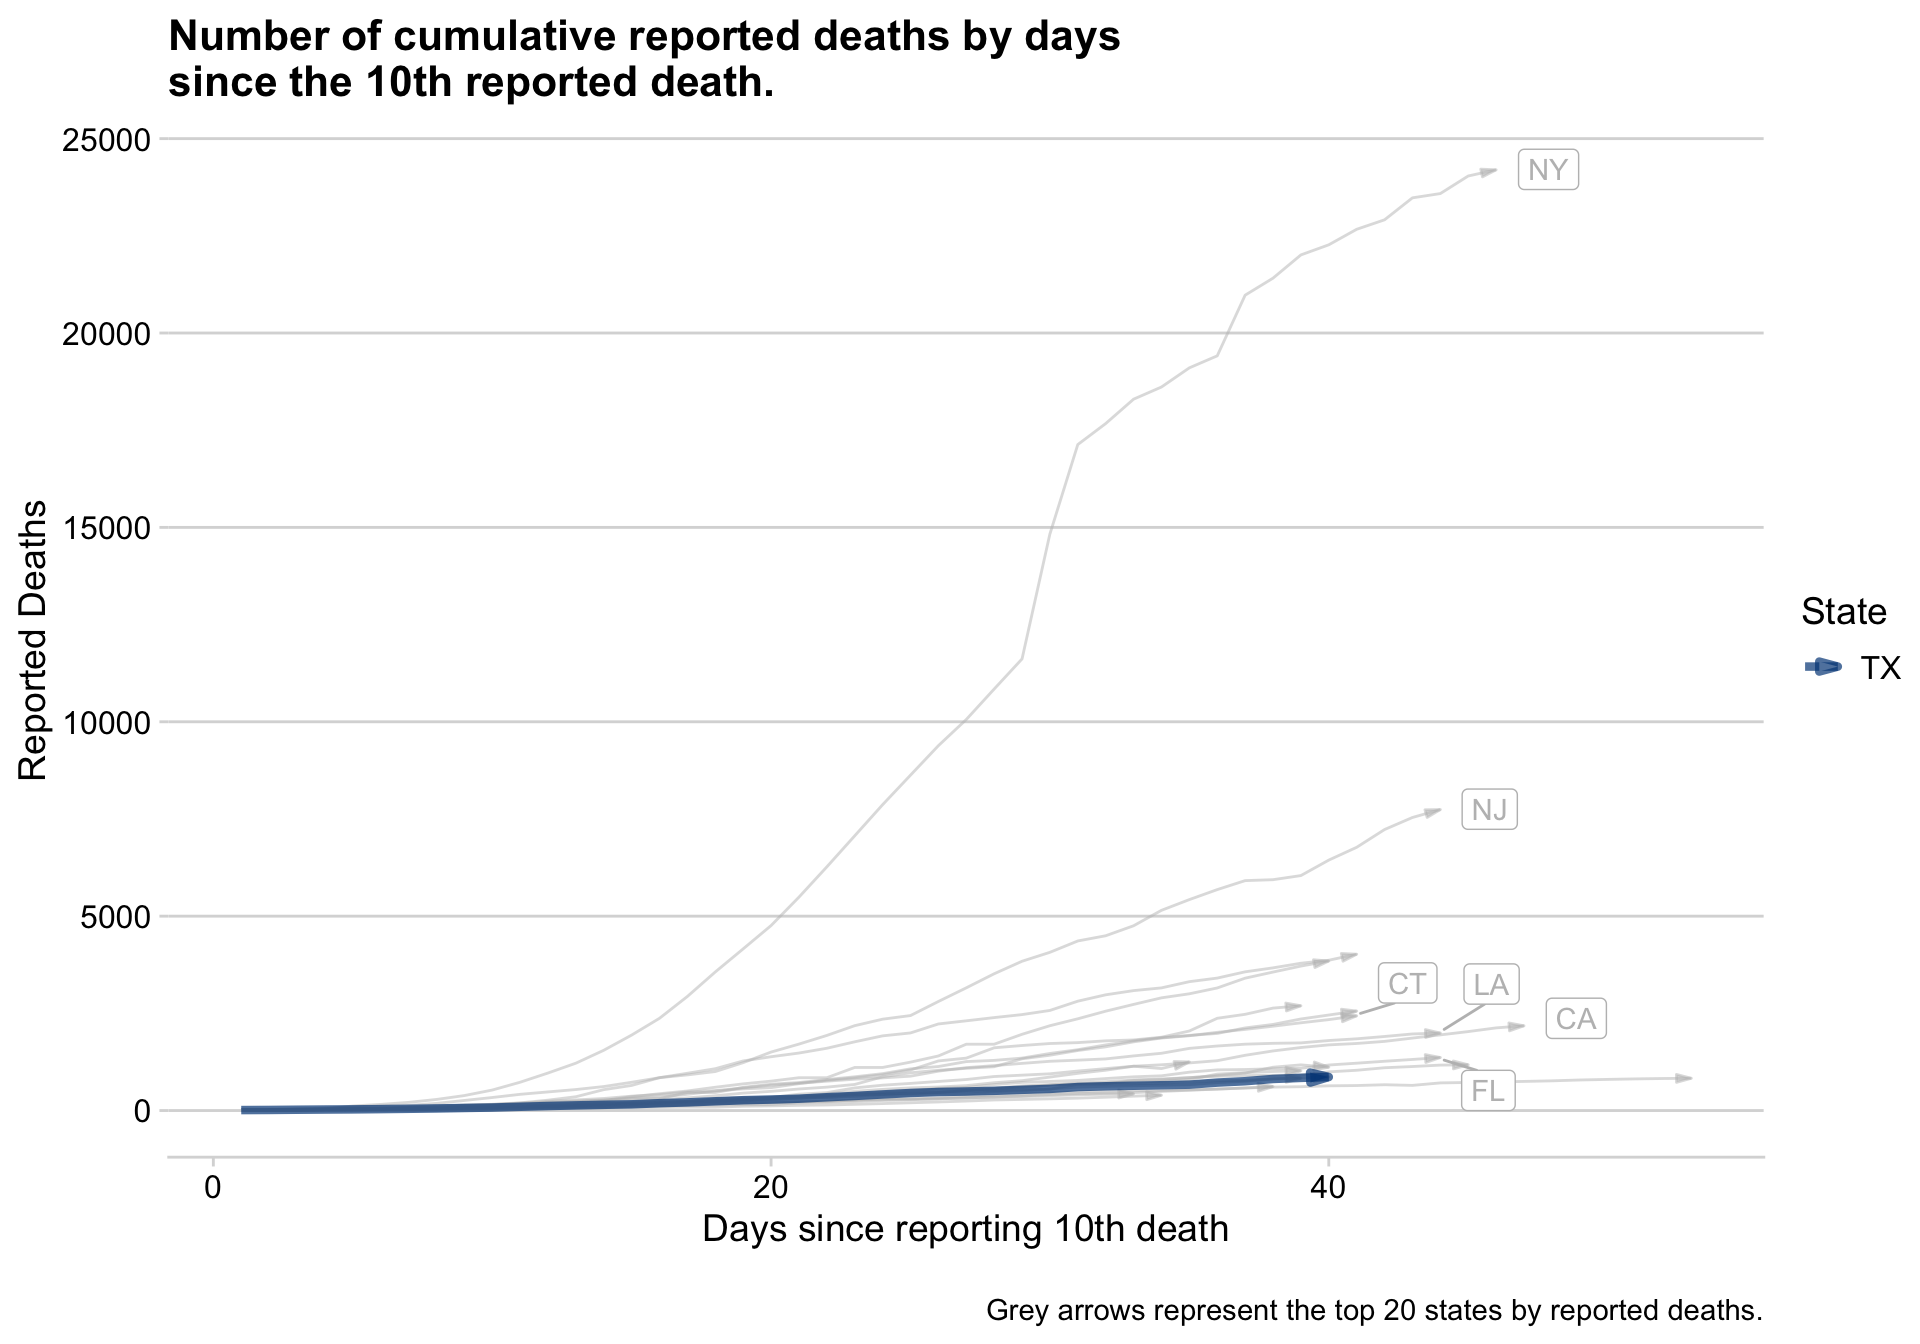 Number of cumulative reported deaths by days
since the 10th reported death.
25000
20000
15000
10000
5000
0
Reported Deaths
NY
NJ
CT
LA
CA
FL
State
TX
0
20
40
Days since reporting 10th death
Grey arrows represent the top 20 states by reported deaths.